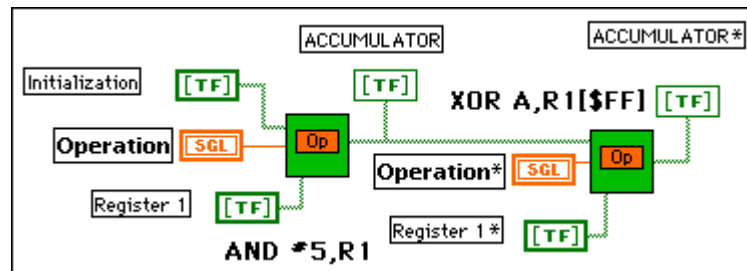 ACCUMULATOR
ACCUMULATOR*
Initialization
[TF]
[TF]
XOR A,R1[$FF]
[TF]
Operation
SGL
Op
Operation*
SGL
Op
Register 1
[TF]
Register 1*
[TF]
AND #5,R1